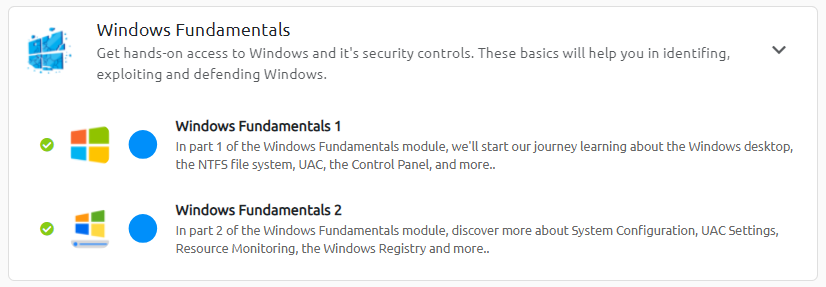 Windows Fundamentals
Get hands-on access to Windows and it's security controls. These basics will help you in identifing,
exploiting and defending Windows.
Windows Fundamentals 1
In part 1 of the Windows Fundamentals module, we'll start our journey learning about the Windows desktop,
the NTFS file system, UAC, the Control Panel, and more..
Windows Fundamentals 2
In part 2 of the Windows Fundamentals module, discover more about System Configuration, UAC Settings,
Resource Monitoring, the Windows Registry and more..